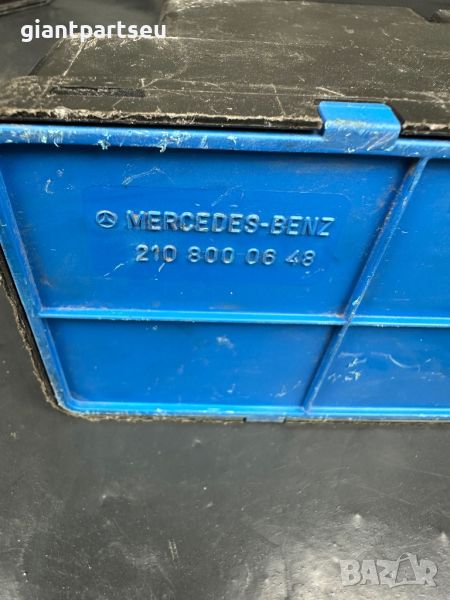 giantpartseu
MERCEDES-BENZ
210 800 06 48
BAZAR